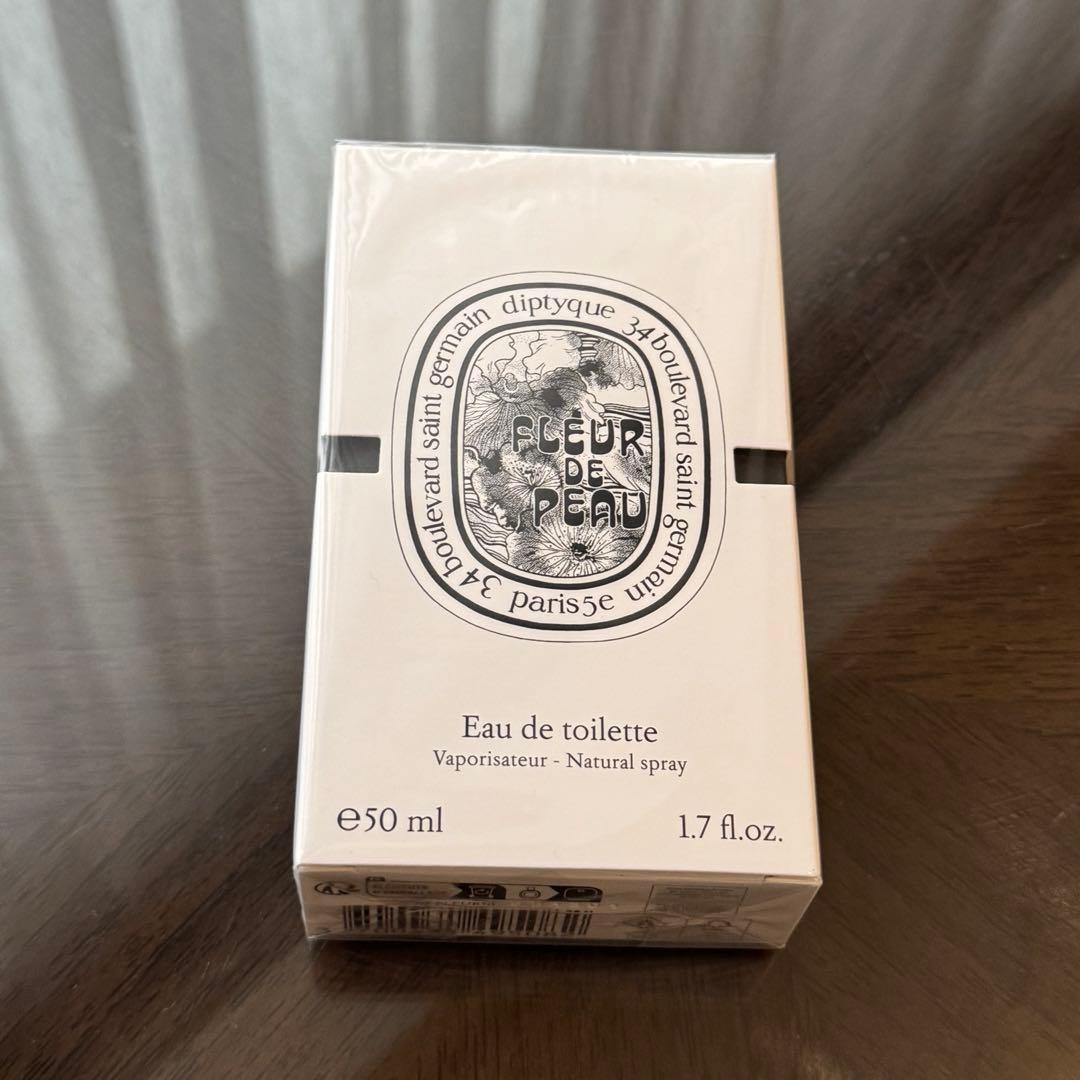 diptyque 34 boulevard saint germain paris 5e 34 boulevard saint germain
FLEUR
DE
PEAU
Eau de toilette
Vaporisateur - Natural spray
℮50 ml
1.7 fl.oz.